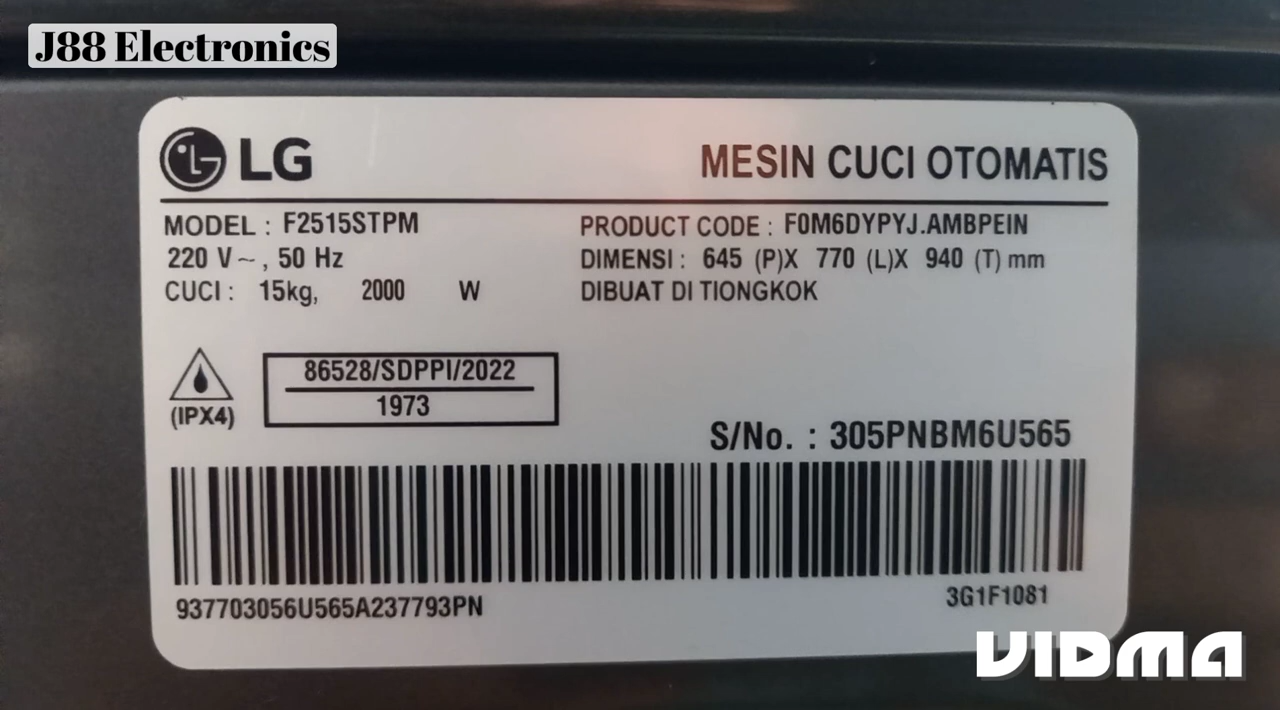 J88 Electronics
LG
MESIN CUCI OTOMATIS
MODEL : F2515STPM
PRODUCT CODE : F0M6DYPYJ.AMBPEIN
220 V~, 50 Hz
DIMENSI : 645 (P)X 770 (L)X 940 (T) mm
CUCI : 15kg, 2000 W
DIBUAT DI TIONGKOK
86528/SDPPI/2022
1973
(IPX4)
S/No. : 305PNBM6U565
937703056U565A237793PN
3G1F1081
VIDMA